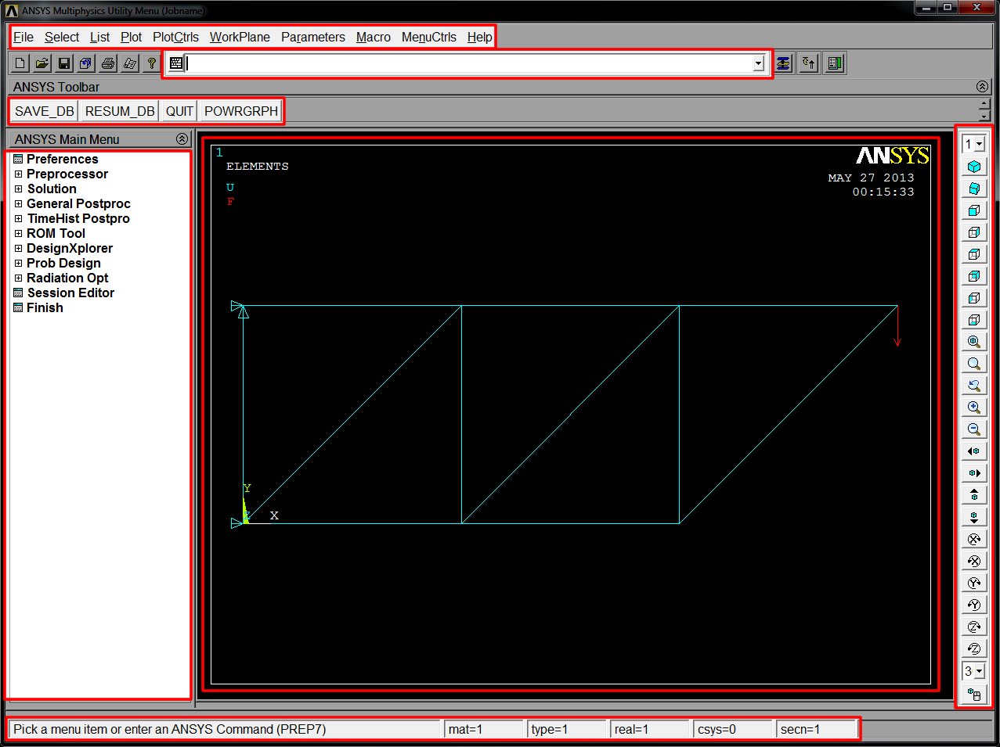 ANSYS Multiphysics Utility Menu (Jobname)
File Select List Plot PlotCtrls WorkPlane Parameters Macro MenuCtrls Help
?
ANSYS Toolbar
SAVE_DB RESUM_DB QUIT POWRGRPH
ANSYS Main Menu
Preferences
Preprocessor
Solution
General Postproc
TimeHist Postpro
ROM Tool
DesignXplorer
Prob Design
Radiation Opt
Session Editor
Finish
1
ELEMENTS
U
F
ANSYS
MAY 27 2013
00:15:33
Y
Z X
1
X
X
Y
Y
Z
Z
3
Pick a menu item or enter an ANSYS Command (PREP7) mat=1 type=1 real=1 csys=0 secn=1